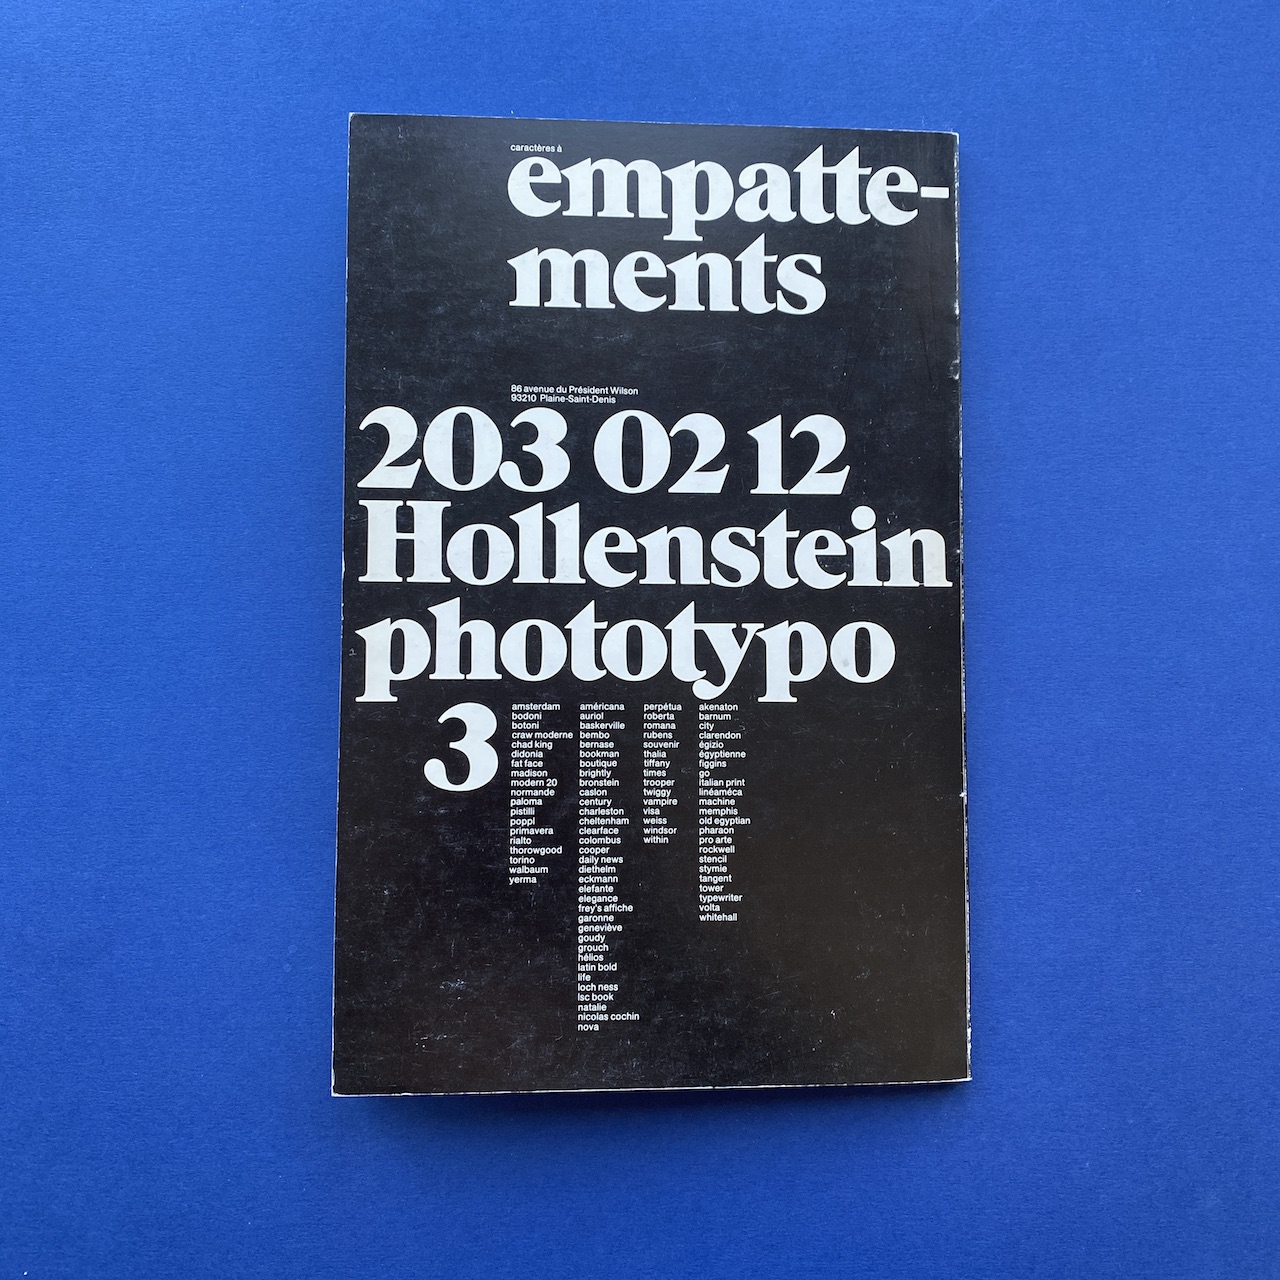 caractères à
empatte-
ments
86 avenue du Président Wilson
93210 Plaine-Saint-Denis
203 02 12
Hollenstein
phototypo
3
amsterdam
bodoni
botoni
craw moderne
chad king
didonia
fat face
madison
modern 20
normande
paloma
pistilli
poppl
primavera
rialto
thorowgood
torino
walbaum
yerma
américana
auriol
baskerville
bembo
bernase
bookman
boutique
brightly
bronstein
caslon
century
charleston
cheltenham
clearface
colombus
cooper
daily news
diethelm
eckmann
elefante
elegance
frey's affiche
garonne
geneviève
goudy
grouch
hélios
latin bold
life
loch ness
lsc book
natalie
nicolas cochin
nova
perpétua
roberta
romana
rubens
souvenir
thalia
tiffany
times
trooper
twiggy
vampire
visa
weiss
windsor
within
akenaton
barnum
city
clarendon
égizio
égyptienne
figgins
go
italian print
linéaméca
machine
memphis
old egyptian
pharaon
pro arte
rockwell
stencil
stymie
tangent
tower
typewriter
volta
whitehall